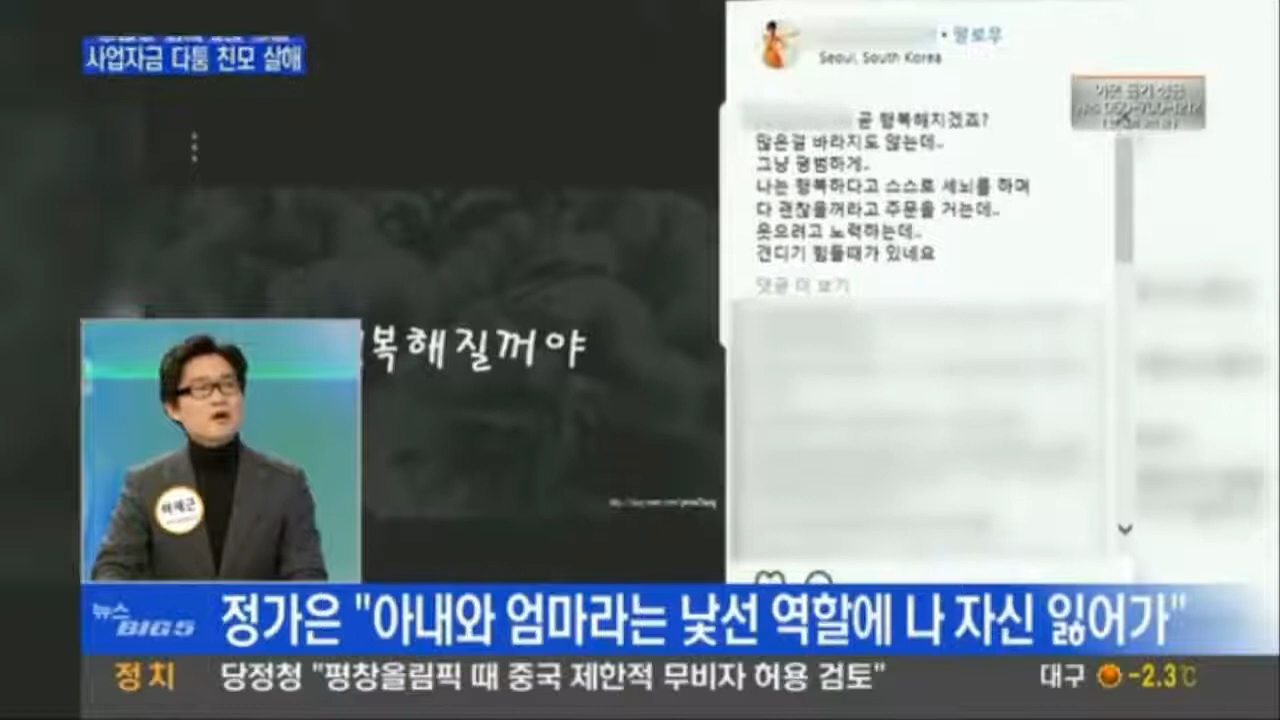 사업자금 다툼 친모 살해
• 팔로우
Seoul, South Korea
곧 행복해지겠죠?
많은걸 바라지도 않는데..
그냥 평범하게..
나는 행복하다고 스스로 세뇌를 하며
다 괜찮을꺼라고 주문을 거는데..
웃으려고 노력하는데..
견디기 힘들때가 있네요
댓글 더 보기
복해질꺼야
뉴스 BIG5
정가은 "아내와 엄마라는 낯선 역할에 나 자신 잃어가"
정치
당정청 "평창올림픽 때 중국 제한적 무비자 허용 검토"
대구 -2.3℃